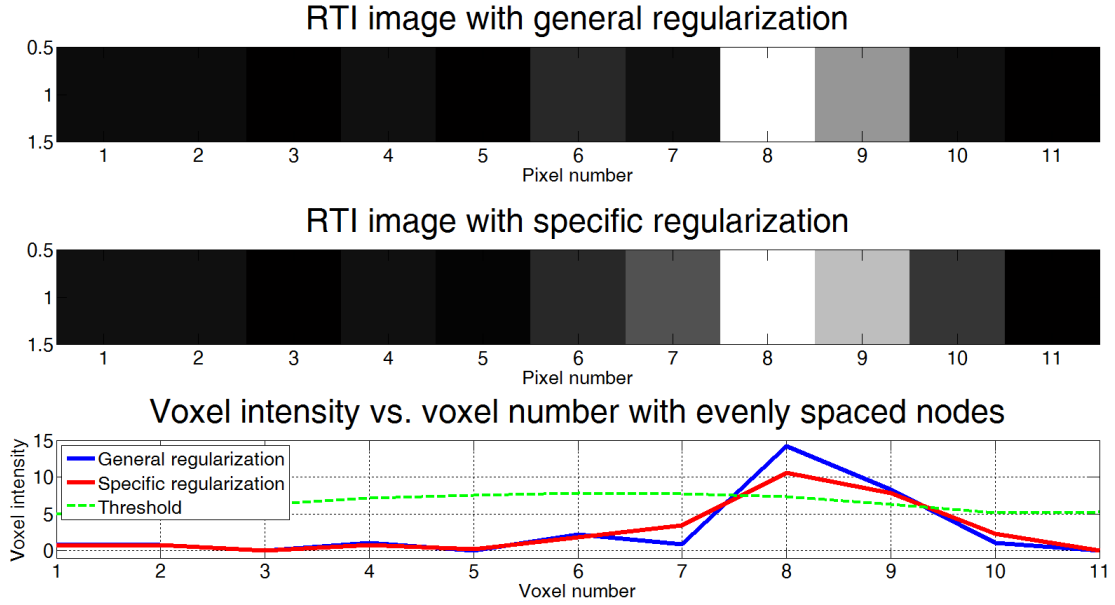 RTI image with general regularization
0.5
1
1.5
1 2 3 4 5 6 7 8 9 10 11
Pixel number
RTI image with specific regularization
0.5
1
1.5
1 2 3 4 5 6 7 8 9 10 11
Pixel number
Voxel intensity vs. voxel number with evenly spaced nodes
Voxel intensity
15
10
5
0
General regularization
Specific regularization
Threshold
1 2 3 4 5 6 7 8 9 10 11
Voxel number